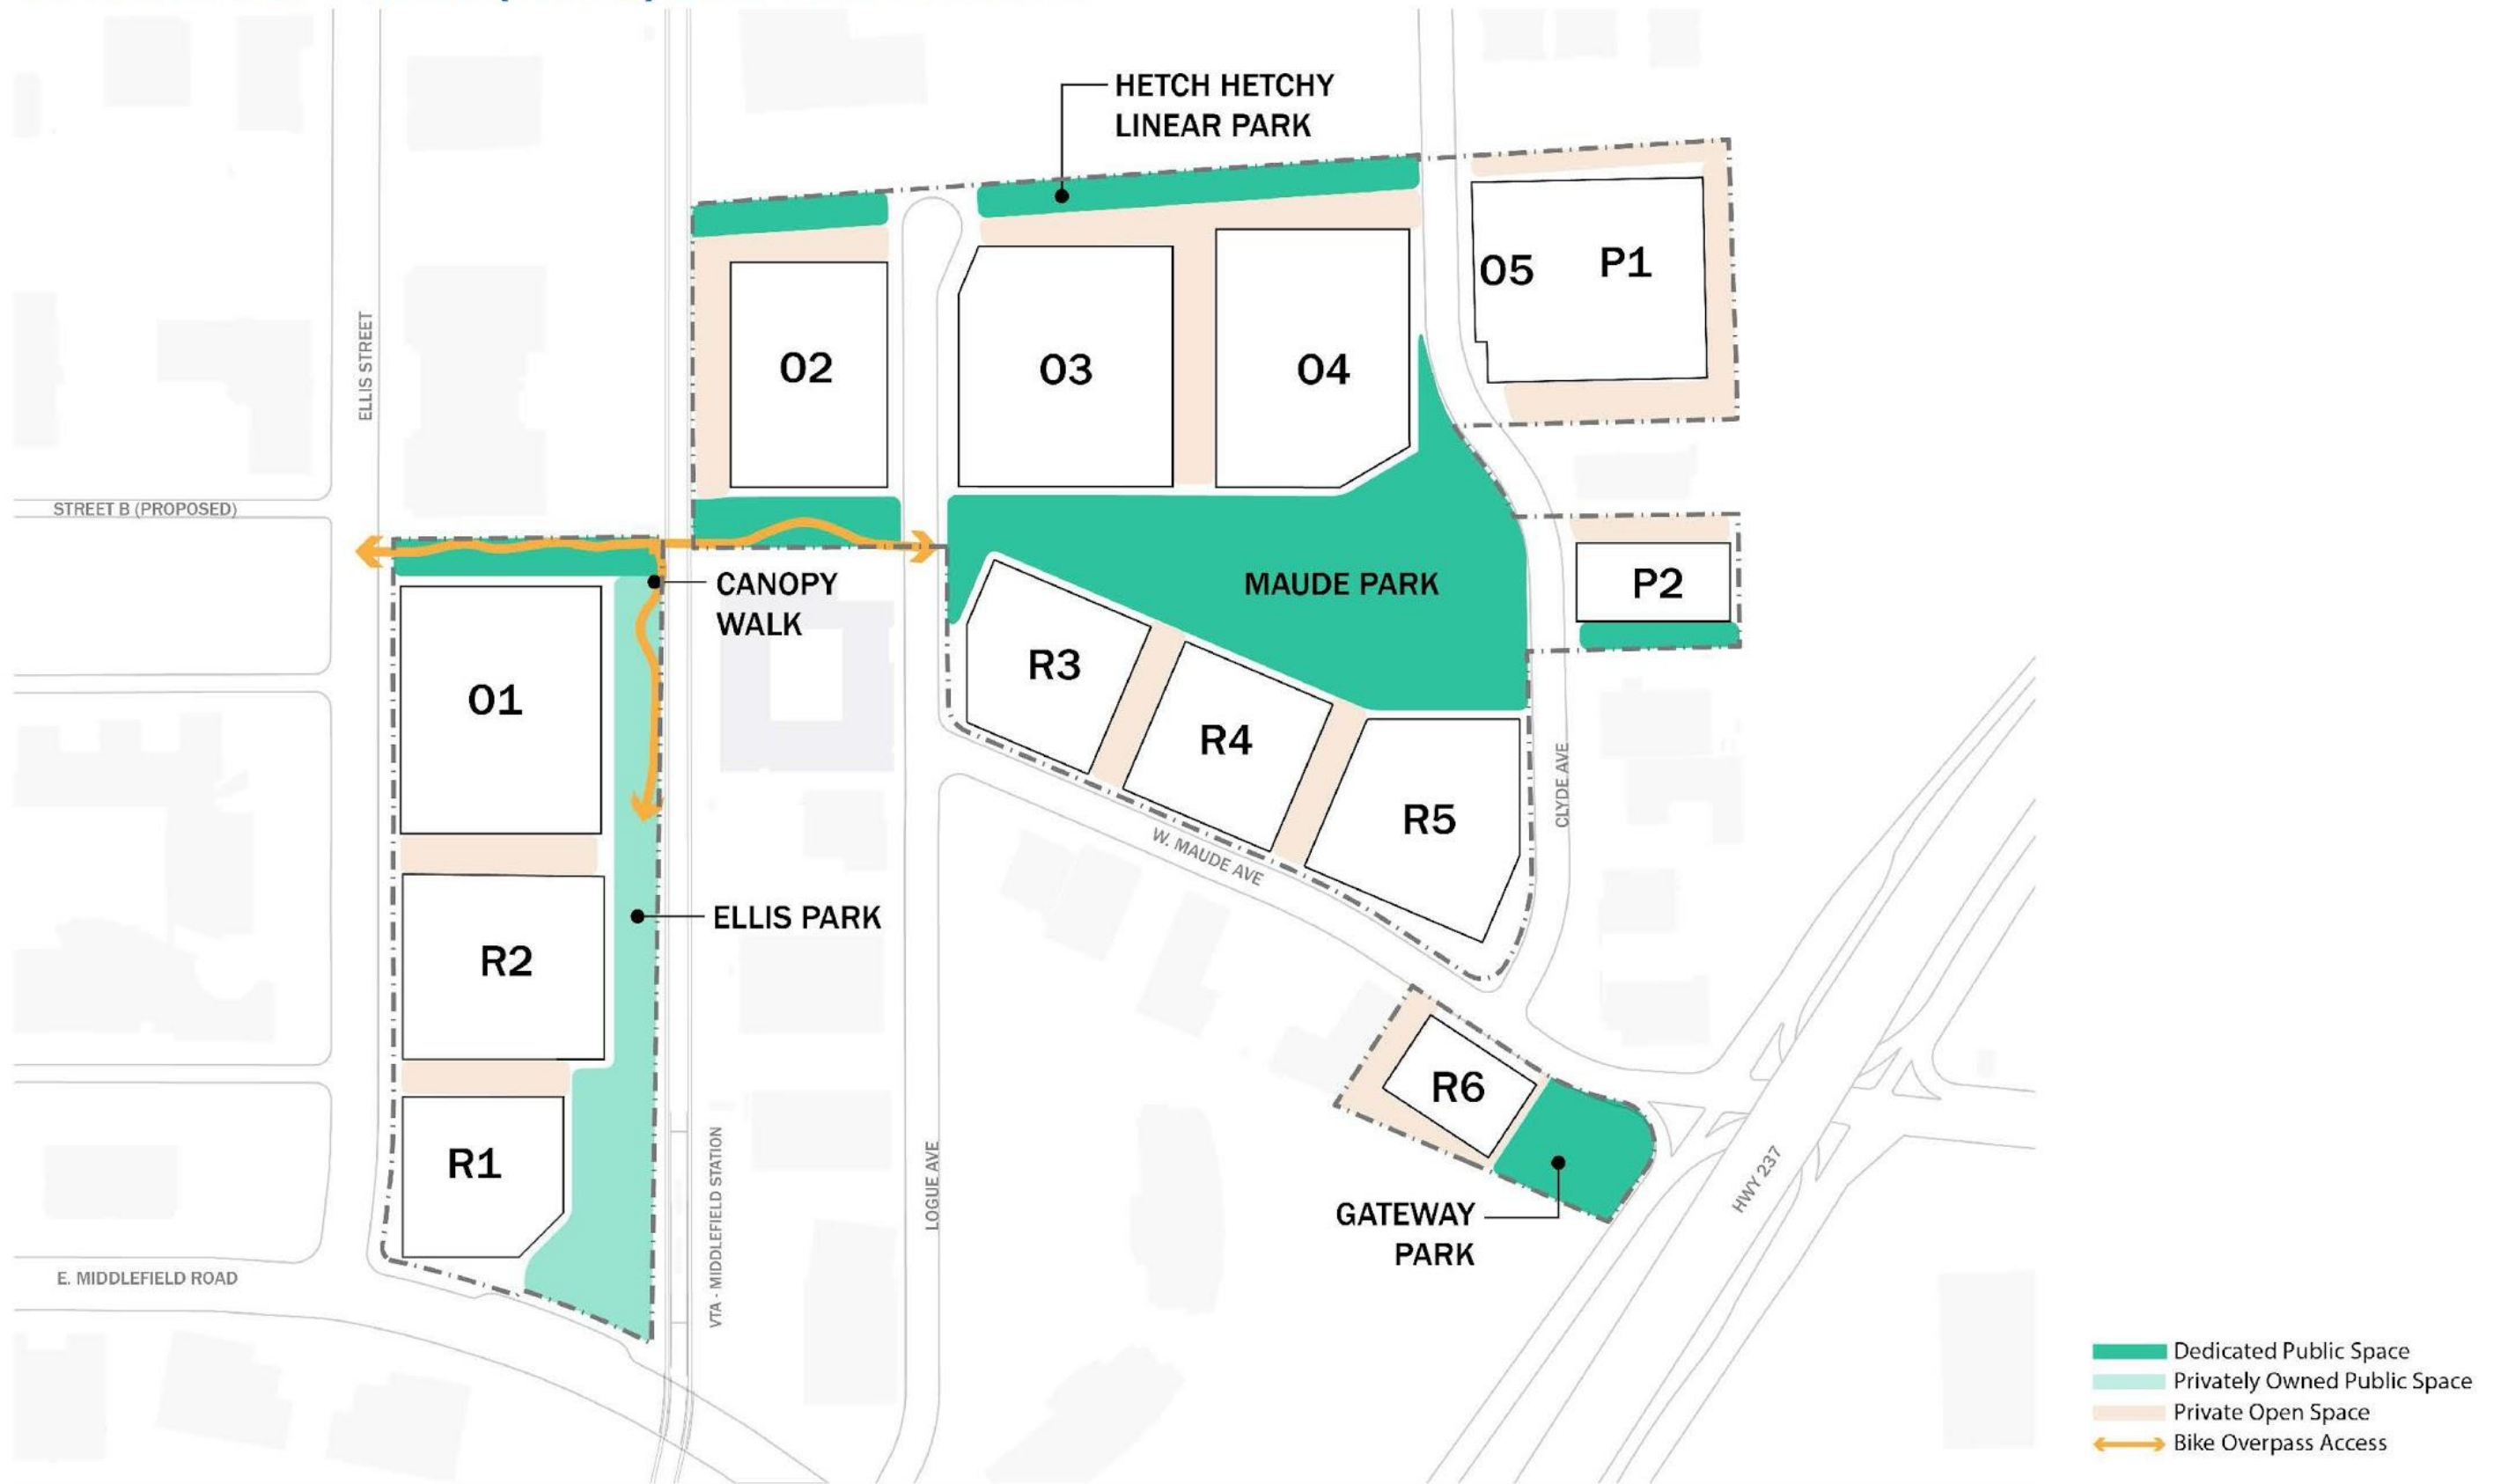 HETCH HETCHY
LINEAR PARK
O5
P1
O2
O3
O4
ELLIS STREET
STREET B (PROPOSED)
CANOPY
WALK
MAUDE PARK
P2
O1
R3
R4
R5
W. MAUDE AVE
CLYDE AVE
ELLIS PARK
R2
R6
R1
VTA - MIDDLEFIELD STATION
LOGUE AVE
HWY 237
GATEWAY
PARK
E. MIDDLEFIELD ROAD
Dedicated Public Space
Privately Owned Public Space
Private Open Space
Bike Overpass Access